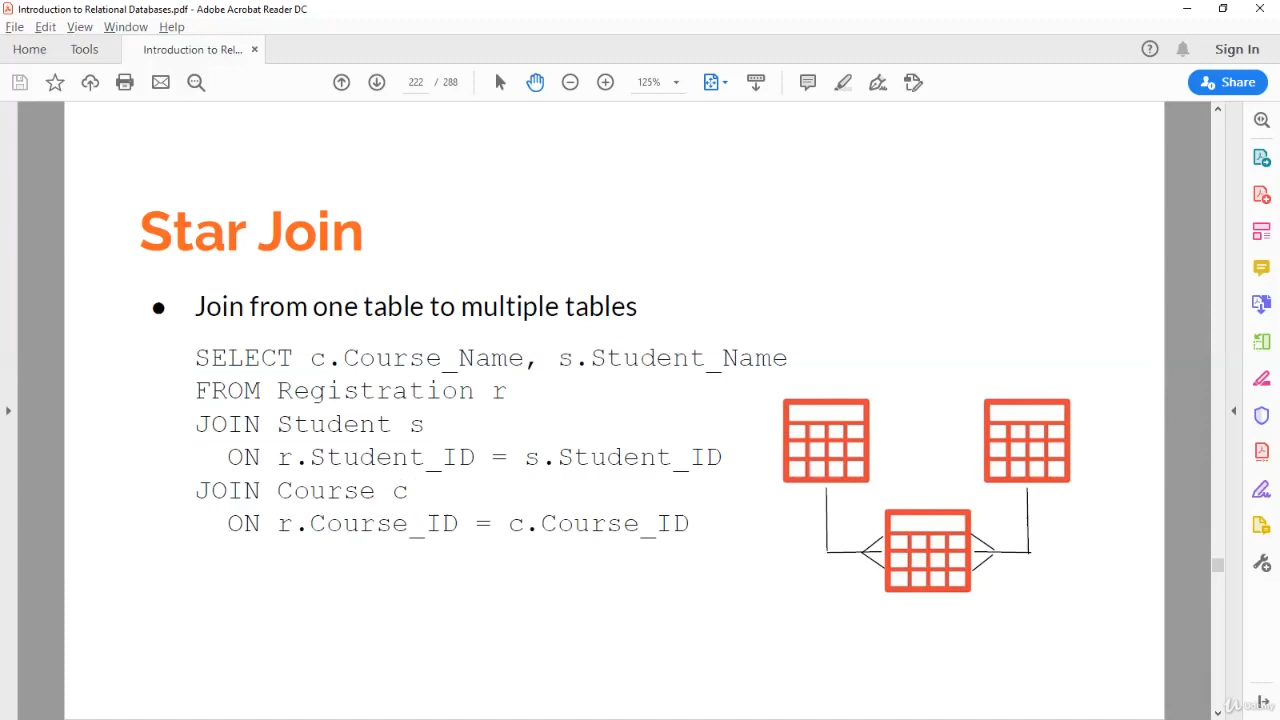 Introduction to Relational Databases.pdf - Adobe Acrobat Reader DC
File Edit View Window Help
Home Tools Introduction to Rel... × Sign In
222 / 288 125% Share
Star Join
● Join from one table to multiple tables
SELECT c.Course_Name, s.Student_Name
FROM Registration r
JOIN Student s
ON r.Student_ID = s.Student_ID
JOIN Course c
ON r.Course_ID = c.Course_ID
Udemy